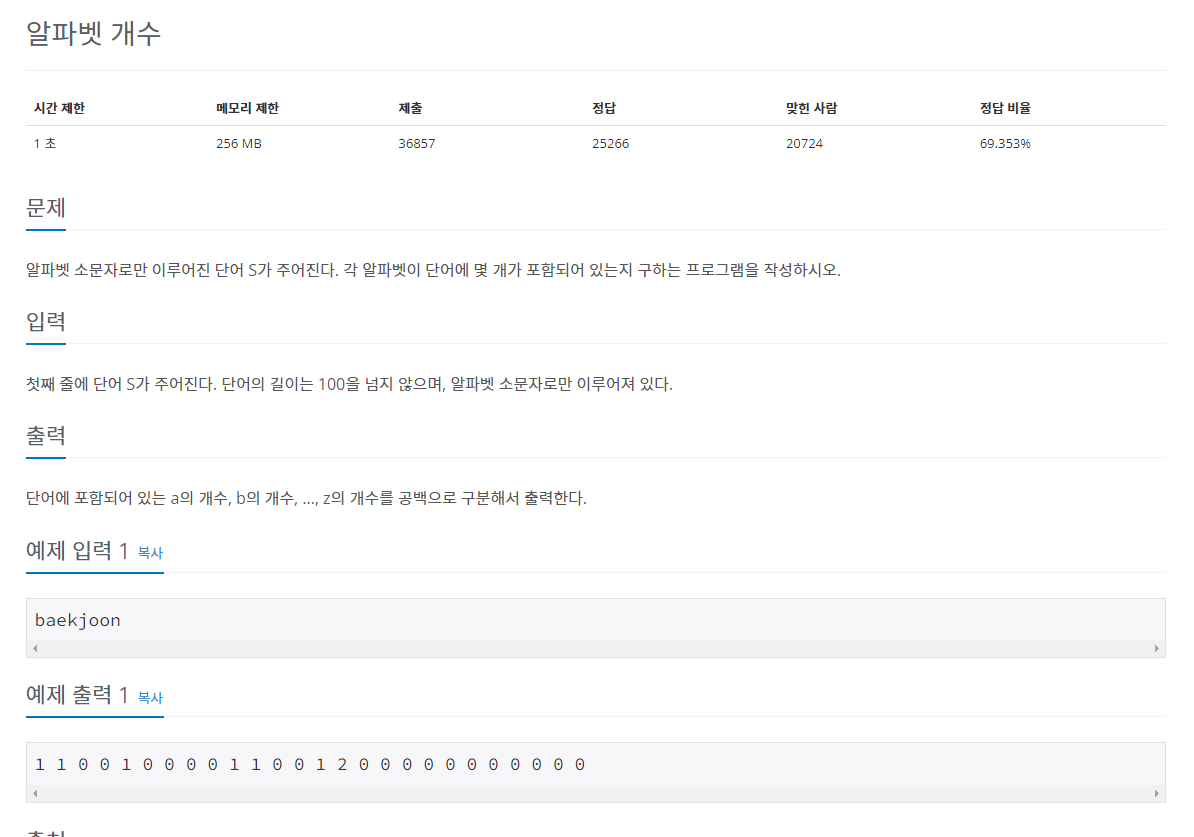 알파벳 개수
시간 제한 메모리 제한 제출 정답 맞힌 사람 정답 비율
1 초 256 MB 36857 25266 20724 69.353%
문제
알파벳 소문자로만 이루어진 단어 S가 주어진다. 각 알파벳이 단어에 몇 개가 포함되어 있는지 구하는 프로그램을 작성하시오.
입력
첫째 줄에 단어 S가 주어진다. 단어의 길이는 100을 넘지 않으며, 알파벳 소문자로만 이루어져 있다.
출력
단어에 포함되어 있는 a의 개수, b의 개수, …, z의 개수를 공백으로 구분해서 출력한다.
예제 입력 1 복사
baekjoon
예제 출력 1 복사
1 1 0 0 1 0 0 0 0 1 1 0 0 1 2 0 0 0 0 0 0 0 0 0 0 0